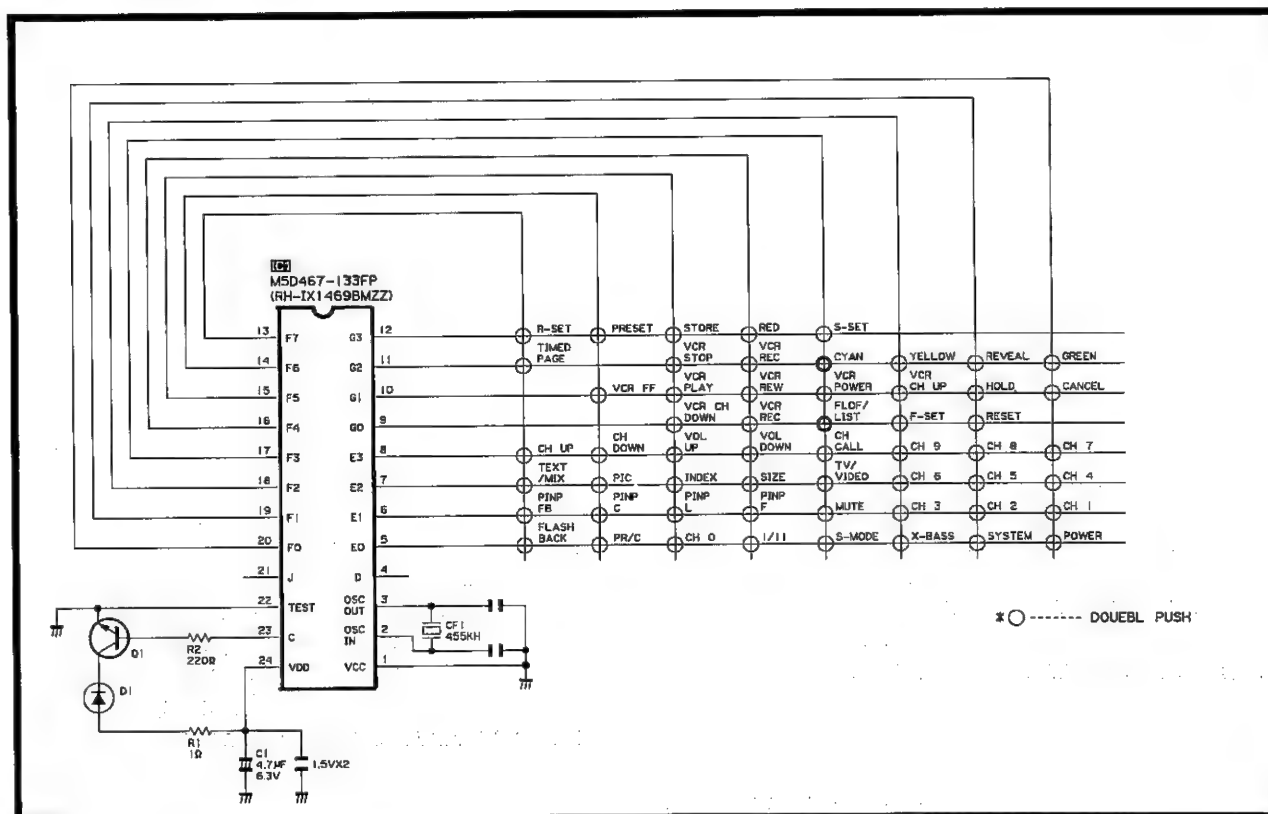 IC1
M5D467-133FP
(RH-IX1469BMZZ)
13 F7 G3 12 R-SET PRESET STORE RED S-SET
14 F6 G2 11 TIMED PAGE VCR STOP VCR REC CYAN YELLOW REVEAL GREEN
15 F5 G1 10 VCR FF VCR PLAY VCR REW VCR POWER VCR CH UP HOLD CANCEL
16 F4 G0 9 VCR CH DOWN VCR REC FLOF/LIST F-SET RESET
17 F3 E3 8 CH UP CH DOWN VOL UP VOL DOWN CH CALL CH 9 CH 8 CH 7
18 F2 E2 7 TEXT/MIX PIC INDEX SIZE TV/VIDEO CH 6 CH 5 CH 4
19 F1 E1 6 PINP FB PINP C PINP L PINP F MUTE CH 3 CH 2 CH 1
20 F0 E0 5 FLASH BACK PR/C CH 0 I/II S-MODE X-BASS SYSTEM POWER
21 J D 4
22 TEST OSC OUT 3
CF1
455KH
*○------ DOUEBL PUSH
23 C OSC IN 2
Q1
R2
220Ω
24 VDD VCC 1
D1
R1
1Ω
C1
4.7µF
6.3V
1.5VX2